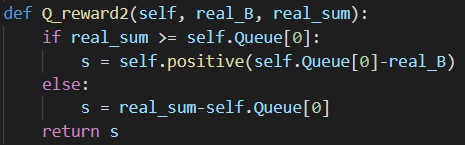 def Q_reward2(self, real_B, real_sum):
    if real_sum >= self.Queue[0]:
        s = self.positive(self.Queue[0]-real_B)
    else:
        s = real_sum-self.Queue[0]
    return s